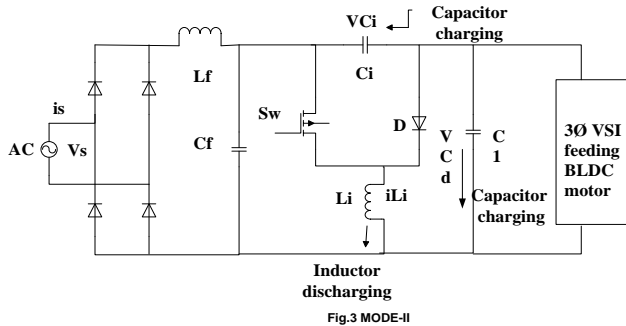 VCi
Capacitor
charging
Ci
Lf
Sw
D
is
Vs
AC
Cf
V
C
d
C
1
3Ø VSI
feeding
BLDC
motor
Li
iLi
Capacitor
charging
Inductor
discharging
Fig.3 MODE-II